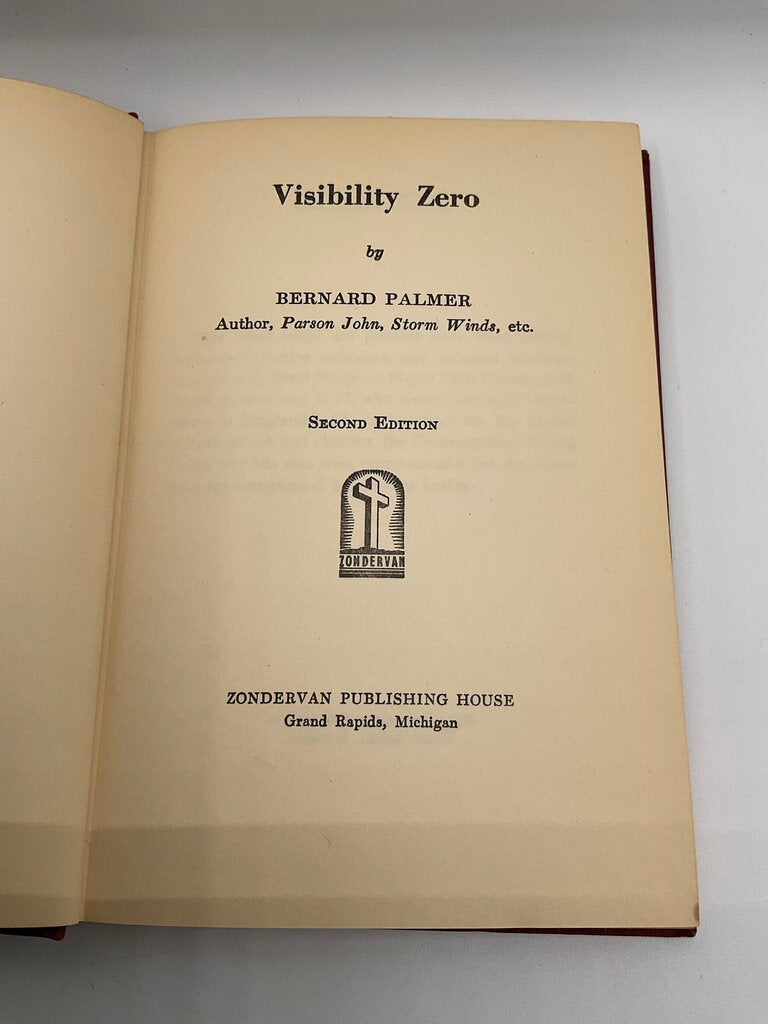 Visibility Zero
by
BERNARD PALMER
Author, Parson John, Storm Winds, etc.
SECOND EDITION
ZONDERVAN
ZONDERVAN PUBLISHING HOUSE
Grand Rapids, Michigan